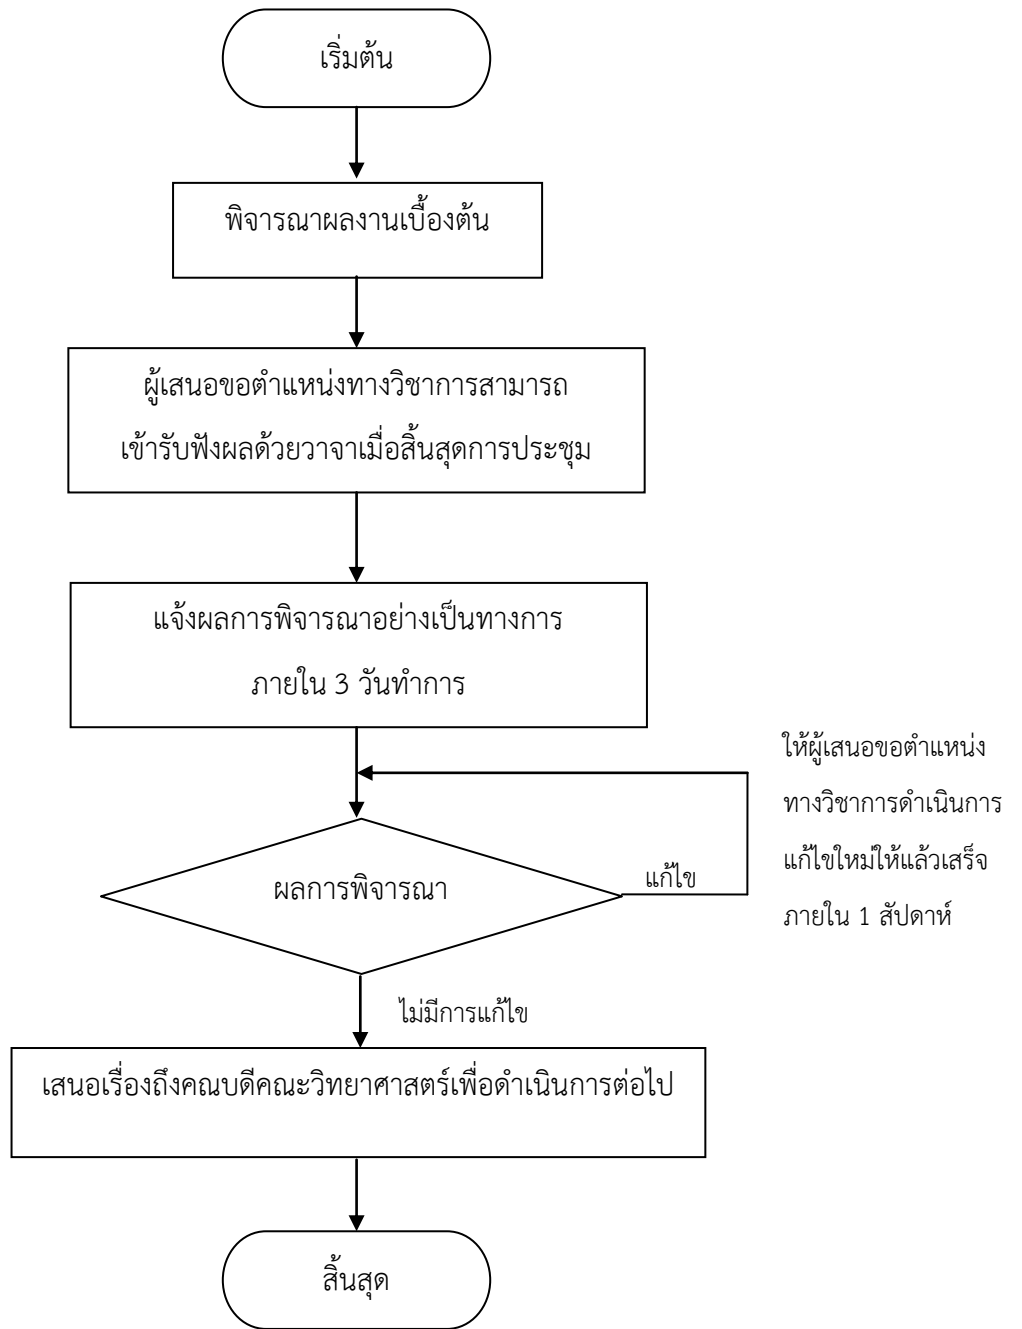 เริ่มต้น
พิจารณาผลงานเบื้องต้น
ผู้เสนอขอตำแหน่งทางวิชาการสามารถ
เข้ารับฟังผลด้วยวาจาเมื่อสิ้นสุดการประชุม
แจ้งผลการพิจารณาอย่างเป็นทางการ
ภายใน 3 วันทำการ
ให้ผู้เสนอขอตำแหน่ง
ทางวิชาการดำเนินการ
แก้ไขใหม่ให้แล้วเสร็จ
ภายใน 1 สัปดาห์
ผลการพิจารณา
แก้ไข
ไม่มีการแก้ไข
เสนอเรื่องถึงคณบดีคณะวิทยาศาสตร์เพื่อดำเนินการต่อไป
สิ้นสุด